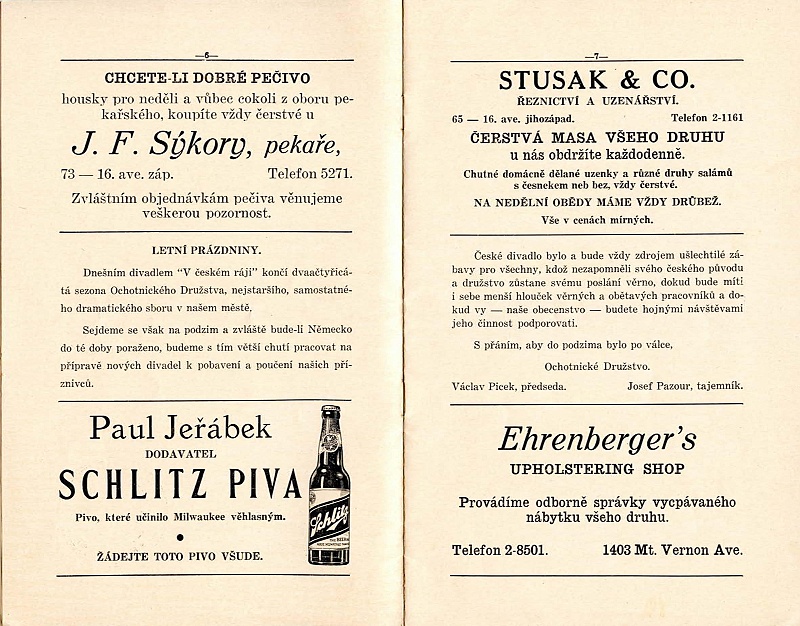 —6—
CHCETE-LI DOBRÉ PEČIVO
housky pro neděli a vůbec cokoli z oboru pe-
kařského, koupíte vždy čerstvé u
J. F. Sýkory, pekaře,
73 — 16. ave. záp. Telefon 5271.
Zvláštním objednávkám pečiva věnujeme
veškerou pozornost.
LETNÍ PRÁZDNINY.
Dnešním divadlem "V českém ráji" končí dvaačtyřicá-
tá sezona Ochotnického Družstva, nejstaršího, samostatné-
ho dramatického sboru v našem městě.
Sejdeme se však na podzim a zvláště bude-li Německo
do té doby poraženo, budeme s tím větší chutí pracovat na
přípravě nových divadel k pobavení a poučení našich pří-
znivců.
Paul Jeřábek
DODAVATEL
SCHLITZ PIVA
Pivo, které učinilo Milwaukee věhlasným.
ŽÁDEJTE TOTO PIVO VŠUDE.
Schlitz
—7—
STUSAK & CO.
ŘEZNICTVÍ A UZENÁŘSTVÍ.
65 — 16. ave. jihozápad. Telefon 2-1161
ČERSTVÁ MASA VŠEHO DRUHU
u nás obdržíte každodenně.
Chutné domácně dělané uzenky a různé druhy salámů
s česnekem neb bez, vždy čerstvé.
NA NEDĚLNÍ OBĚDY MÁME VŽDY DRŮBEŽ.
Vše v cenách mírných.
České divadlo bylo a bude vždy zdrojem ušlechtilé zá-
bavy pro všechny, kdož nezapomněli svého českého původu
a družstvo zůstane svému poslání věrno, dokud bude míti
i sebe menší hlouček věrných a obětavých pracovníků a do-
kud vy — naše obecenstvo — budete hojnými návštěvami
jeho činnost podporovati.
S přáním, aby do podzima bylo po válce,
Ochotnické Družstvo.
Václav Picek, předseda. Josef Pazour, tajemník.
Ehrenberger's
UPHOLSTERING SHOP
Provádíme odborně správky vycpávaného
nábytku všeho druhu.
Telefon 2-8501. 1403 Mt. Vernon Ave.